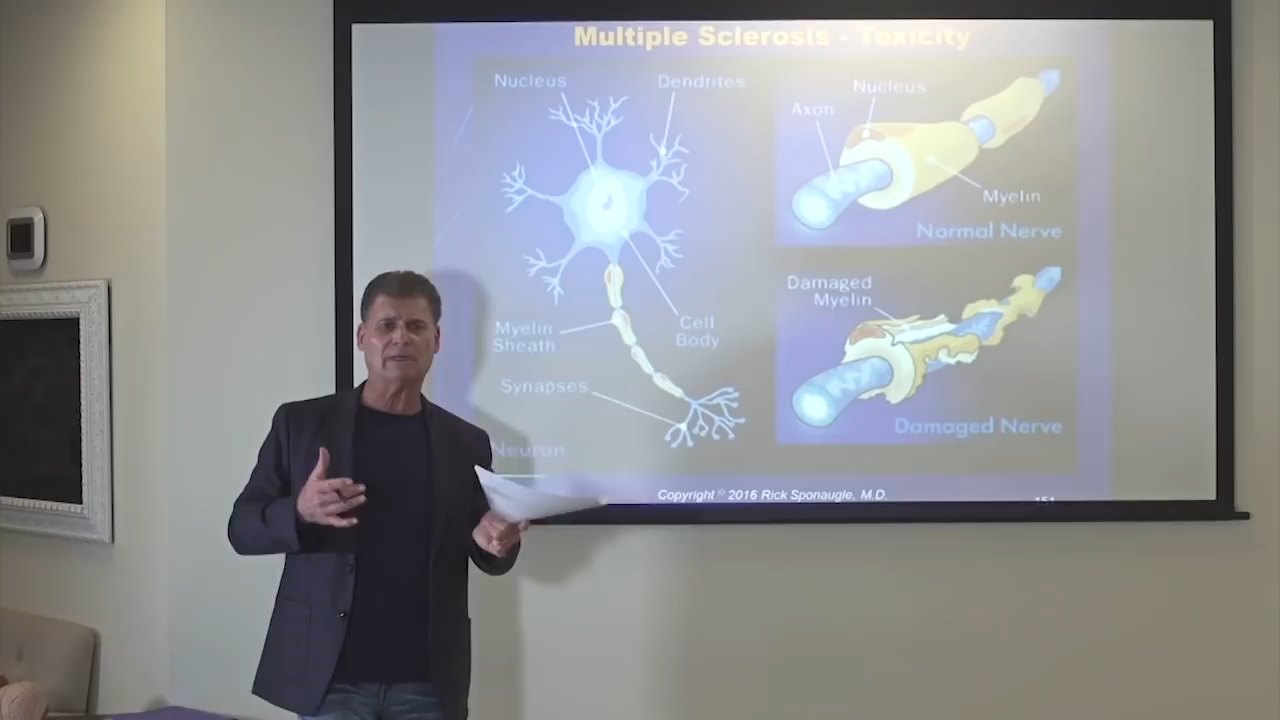 Multiple Sclerosis - Toxicity
Nucleus
Dendrites
Myelin
Sheath
Cell
Body
Synapses
Neuron
Nucleus
Axon
Myelin
Normal Nerve
Damaged
Myelin
Damaged Nerve
Copyright © 2016 Rick Sponaugle, M.D.
151